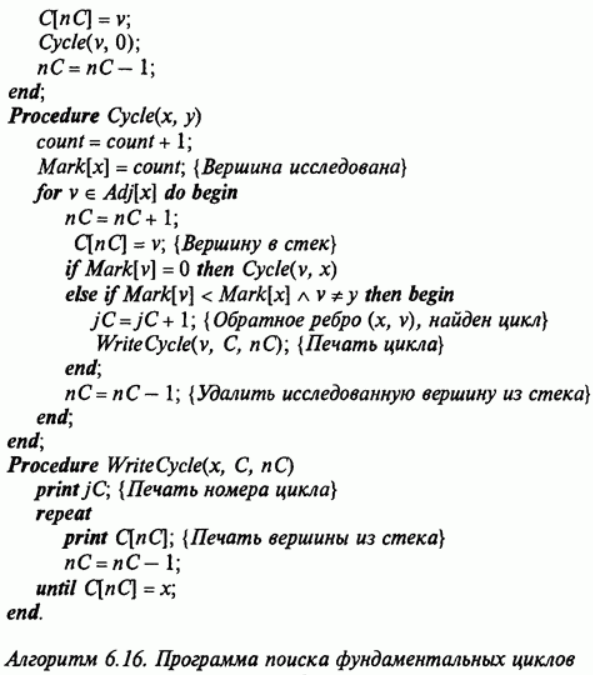 C[nC] = v;
Cycle(v, 0);
nC = nC − 1;
end;
Procedure Cycle(x, y)
count = count + 1;
Mark[x] = count; {Вершина исследована}
for v ∈ Adj[x] do begin
nC = nC + 1;
C[nC] = v; {Вершину в стек}
if Mark[v] = 0 then Cycle(v, x)
else if Mark[v] < Mark[x] ∧ v ≠ y then begin
jC = jC + 1; {Обратное ребро (x, v), найден цикл}
WriteCycle(v, C, nC); {Печать цикла}
end;
nC = nC − 1; {Удалить исследованную вершину из стека}
end;
end;
Procedure WriteCycle(x, C, nC)
print jC; {Печать номера цикла}
repeat
print C[nC]; {Печать вершины из стека}
nC = nC − 1;
until C[nC] = x;
end.
Алгоритм 6.16. Программа поиска фундаментальных циклов